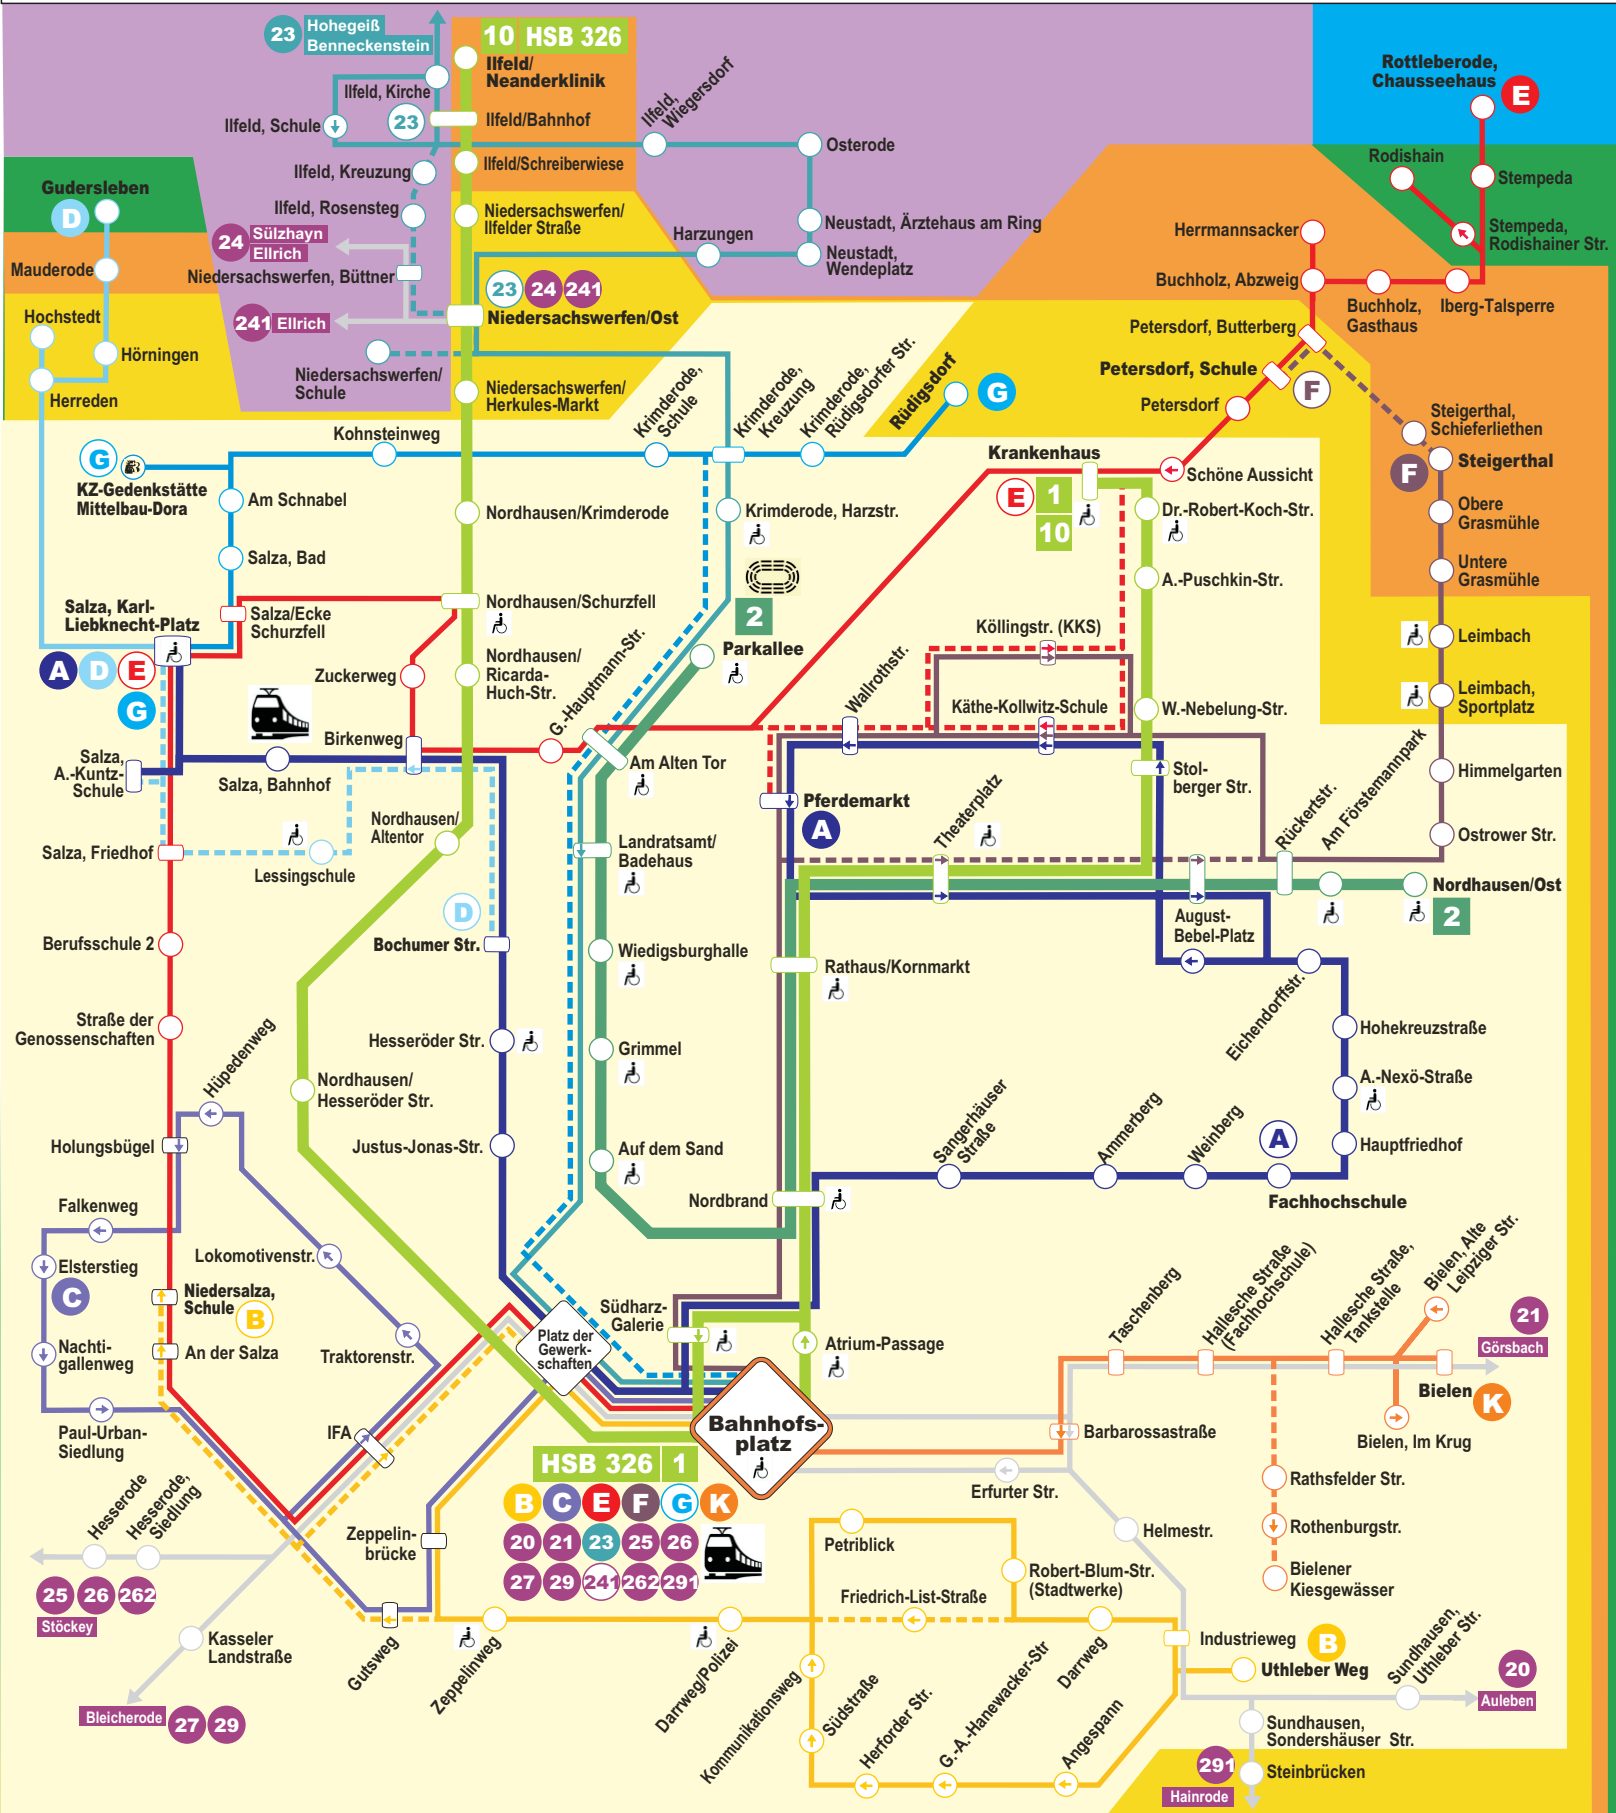 23
Hohegeiß
Benneckenstein
10 HSB 326
Ilfeld/
Neanderklinik
Ilfeld, Kirche
23
Ilfeld, Schule
Ilfeld/Bahnhof
Ilfeld,
Wiegersdorf
Osterode
Ilfeld/Schreiberwiese
Ilfeld, Kreuzung
Ilfeld, Rosensteg
Niedersachswerfen/
Ilfelder Straße
Neustadt, Ärztehaus am Ring
Harzungen
Neustadt,
Wendeplatz
24
Sülzhayn
Ellrich
Niedersachswerfen, Büttner
23 24 241
Niedersachswerfen/Ost
241 Ellrich
Niedersachswerfen/
Schule
Niedersachswerfen/
Herkules-Markt
Gudersleben
D
Mauderode
Hochstedt
Hörningen
Herreden
Rottleberode,
Chausseehaus
E
Rodishain
Stempeda
Stempeda,
Rodishainer Str.
Herrmannsacker
Buchholz, Abzweig
Buchholz,
Gasthaus
Iberg-Talsperre
Petersdorf, Butterberg
Petersdorf, Schule
F
Petersdorf
Steigerthal,
Schieferliethen
F
Steigerthal
Obere
Grasmühle
Untere
Grasmühle
Leimbach
Leimbach,
Sportplatz
Himmelgarten
Ostrower Str.
Kohnsteinweg
Krimderode,
Schule
Krimderode,
Kreuzung
Krimderode,
Rüdigsdorfer Str.
Rüdigsdorf
G
G
KZ-Gedenkstätte
Mittelbau-Dora
Am Schnabel
Salza, Bad
Salza, Karl-
Liebknecht-Platz
A D E
G
Salza/Ecke
Schurzfell
Nordhausen/Krimderode
Krimderode, Harzstr.
Nordhausen/Schurzfell
2
Parkallee
Zuckerweg
Nordhausen/
Ricarda-
Huch-Str.
G.-Hauptmann-Str.
Birkenweg
Salza,
A.-Kuntz-
Schule
Salza, Bahnhof
Am Alten Tor
Krankenhaus
E 1
10
Schöne Aussicht
Dr.-Robert-Koch-Str.
A.-Puschkin-Str.
Köllingstr. (KKS)
Wallrothstr.
Käthe-Kollwitz-Schule
W.-Nebelung-Str.
Stol-
berger Str.
Pferdemarkt
A
Theaterplatz
Rückertstr.
Am Förstemannpark
Nordhausen/Ost
2
August-
Bebel-Platz
Eichendorffstr.
Hohekreuzstraße
A.-Nexö-Straße
Hauptfriedhof
A
Fachhochschule
Weinberg
Ammerberg
Sangerhäuser
Straße
Nordhausen/
Altentor
Salza, Friedhof
Lessingschule
Landratsamt/
Badehaus
D
Bochumer Str.
Berufsschule 2
Wiedigsburghalle
Rathaus/Kornmarkt
Straße der
Genossenschaften
Hesseröder Str.
Grimmel
Hüpedenweg
Nordhausen/
Hesseröder Str.
Holungsbügel
Justus-Jonas-Str.
Auf dem Sand
Nordbrand
Falkenweg
Elsterstieg
C
Lokomotivenstr.
Niedersalza,
Schule
B
Nachti-
gallenweg
An der Salza
Traktorenstr.
Platz der
Gewerk-
schaften
Südharz-
Galerie
Atrium-Passage
Paul-Urban-
Siedlung
IFA
Bahnhofs-
platz
HSB 326 1
B C E F G K
20 21 23 25 26
27 29 241 262 291
Taschenberg
Hallesche Straße
(Fachhochschule)
Hallesche Straße,
Tankstelle
Bielen, Alte
Leipziger Str.
21
Görsbach
Bielen
K
Bielen, Im Krug
Barbarossastraße
Rathsfelder Str.
Rothenburgstr.
Bielener
Kiesgewässer
Erfurter Str.
Helmestr.
Hesserode
Hesserode,
Siedlung
25 26 262
Stöckey
Kasseler
Landstraße
Bleicherode
27 29
Zeppelin-
brücke
Gutsweg
Zeppelinweg
Darrweg/Polizei
Petriblick
Robert-Blum-Str.
(Stadtwerke)
Friedrich-List-Straße
Kommunikationsweg
Südstraße
Herforder Str.
G.-A.-Hanewacker-Str
Darrweg
Angespann
Industrieweg
B
Uthleber Weg
Sundhausen,
Uthleber Str.
20
Auleben
Sundhausen,
Sondershäuser Str.
291
Hainrode
Steinbrücken